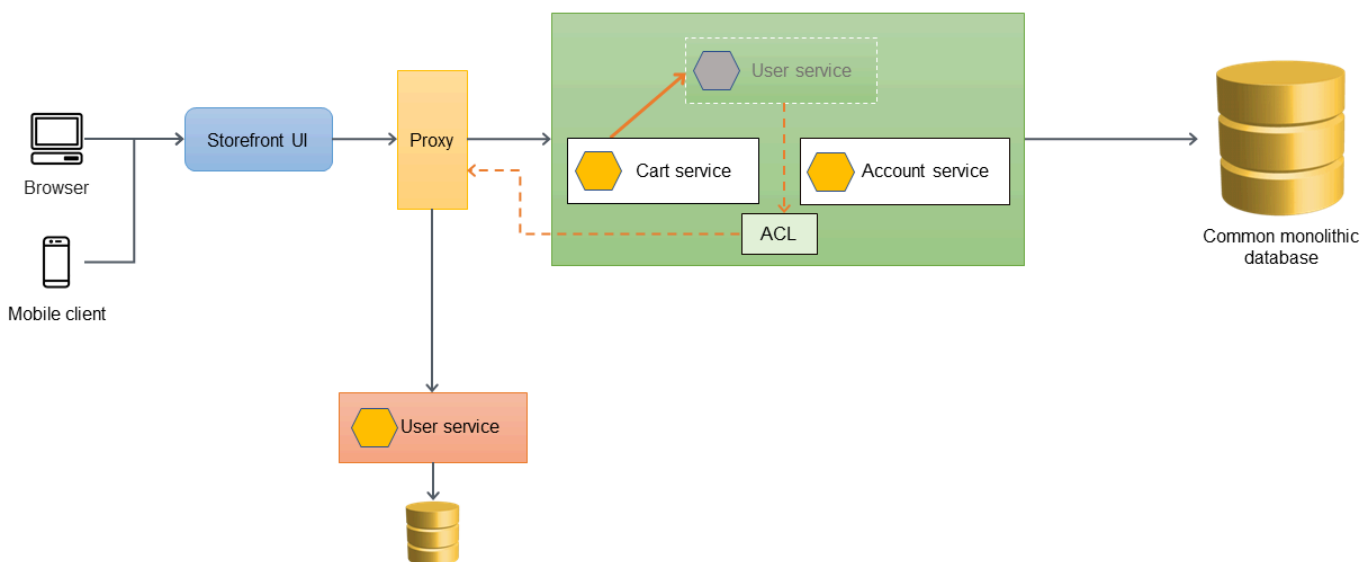 User service
Storefront UI
Proxy
Cart service
Account service
Browser
ACL
Common monolithic
database
Mobile client
User service